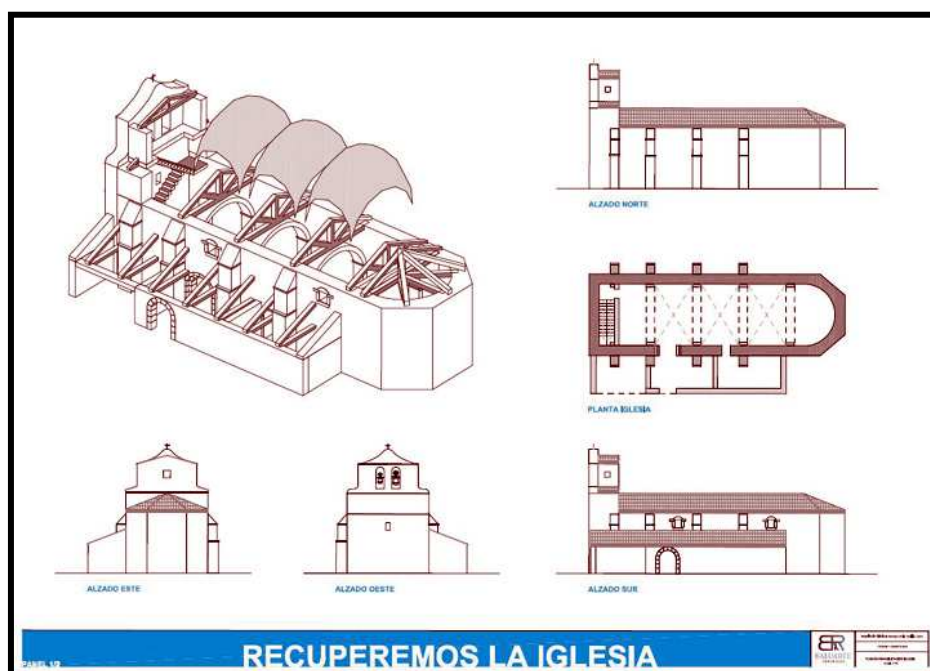 ALZADO NORTE
PLANTA IGLESIA
ALZADO ESTE
ALZADO OESTE
ALZADO SUR
PANEL 1/2
RECUPEREMOS LA IGLESIA
BALUARTE